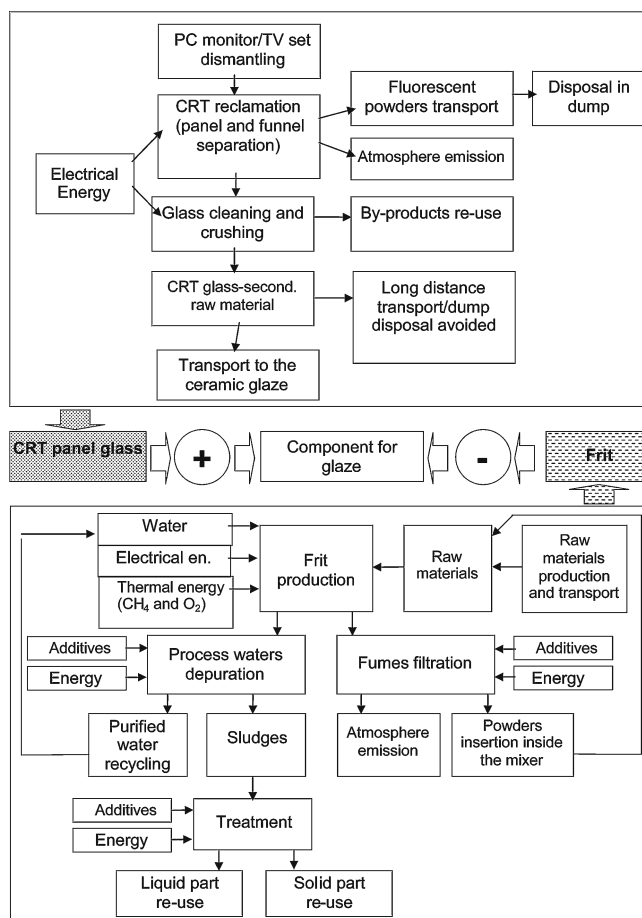 PC monitor/TV set
dismantling
CRT reclamation
(panel and funnel
separation)
Fluorescent
powders transport
Disposal in
dump
Atmosphere emission
Electrical
Energy
Glass cleaning and
crushing
By-products re-use
CRT glass-second.
raw material
Long distance
transport/dump
disposal avoided
Transport to the
ceramic glaze
CRT panel glass
+
Component for
glaze
-
Frit
Water
Electrical en.
Thermal energy
(CH4 and O2)
Frit
production
Raw
materials
Raw
materials
production
and transport
Additives
Energy
Process waters
depuration
Fumes filtration
Additives
Energy
Purified
water
recycling
Sludges
Atmosphere
emission
Powders
insertion inside
the mixer
Additives
Energy
Treatment
Liquid part
re-use
Solid part
re-use